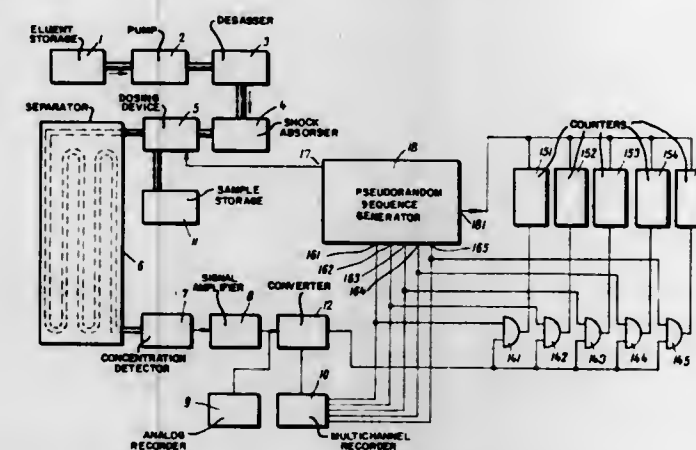 ELUENT
STORAGE
1
PUMP
2
DEGASSER
3
SEPARATOR
DOSING
DEVICE
5
4
SHOCK
ABSORBER
SAMPLE
STORAGE
11
6
17
18
PSEUDORANDOM
SEQUENCE
GENERATOR
181
161
162
163
164
165
COUNTERS
151
152
153
154
SIGNAL
AMPLIFIER
7
8
CONVERTER
12
CONCENTRATION
DETECTOR
9
ANALOG
RECORDER
10
MULTICHANNEL
RECORDER
141
142
143
144
145